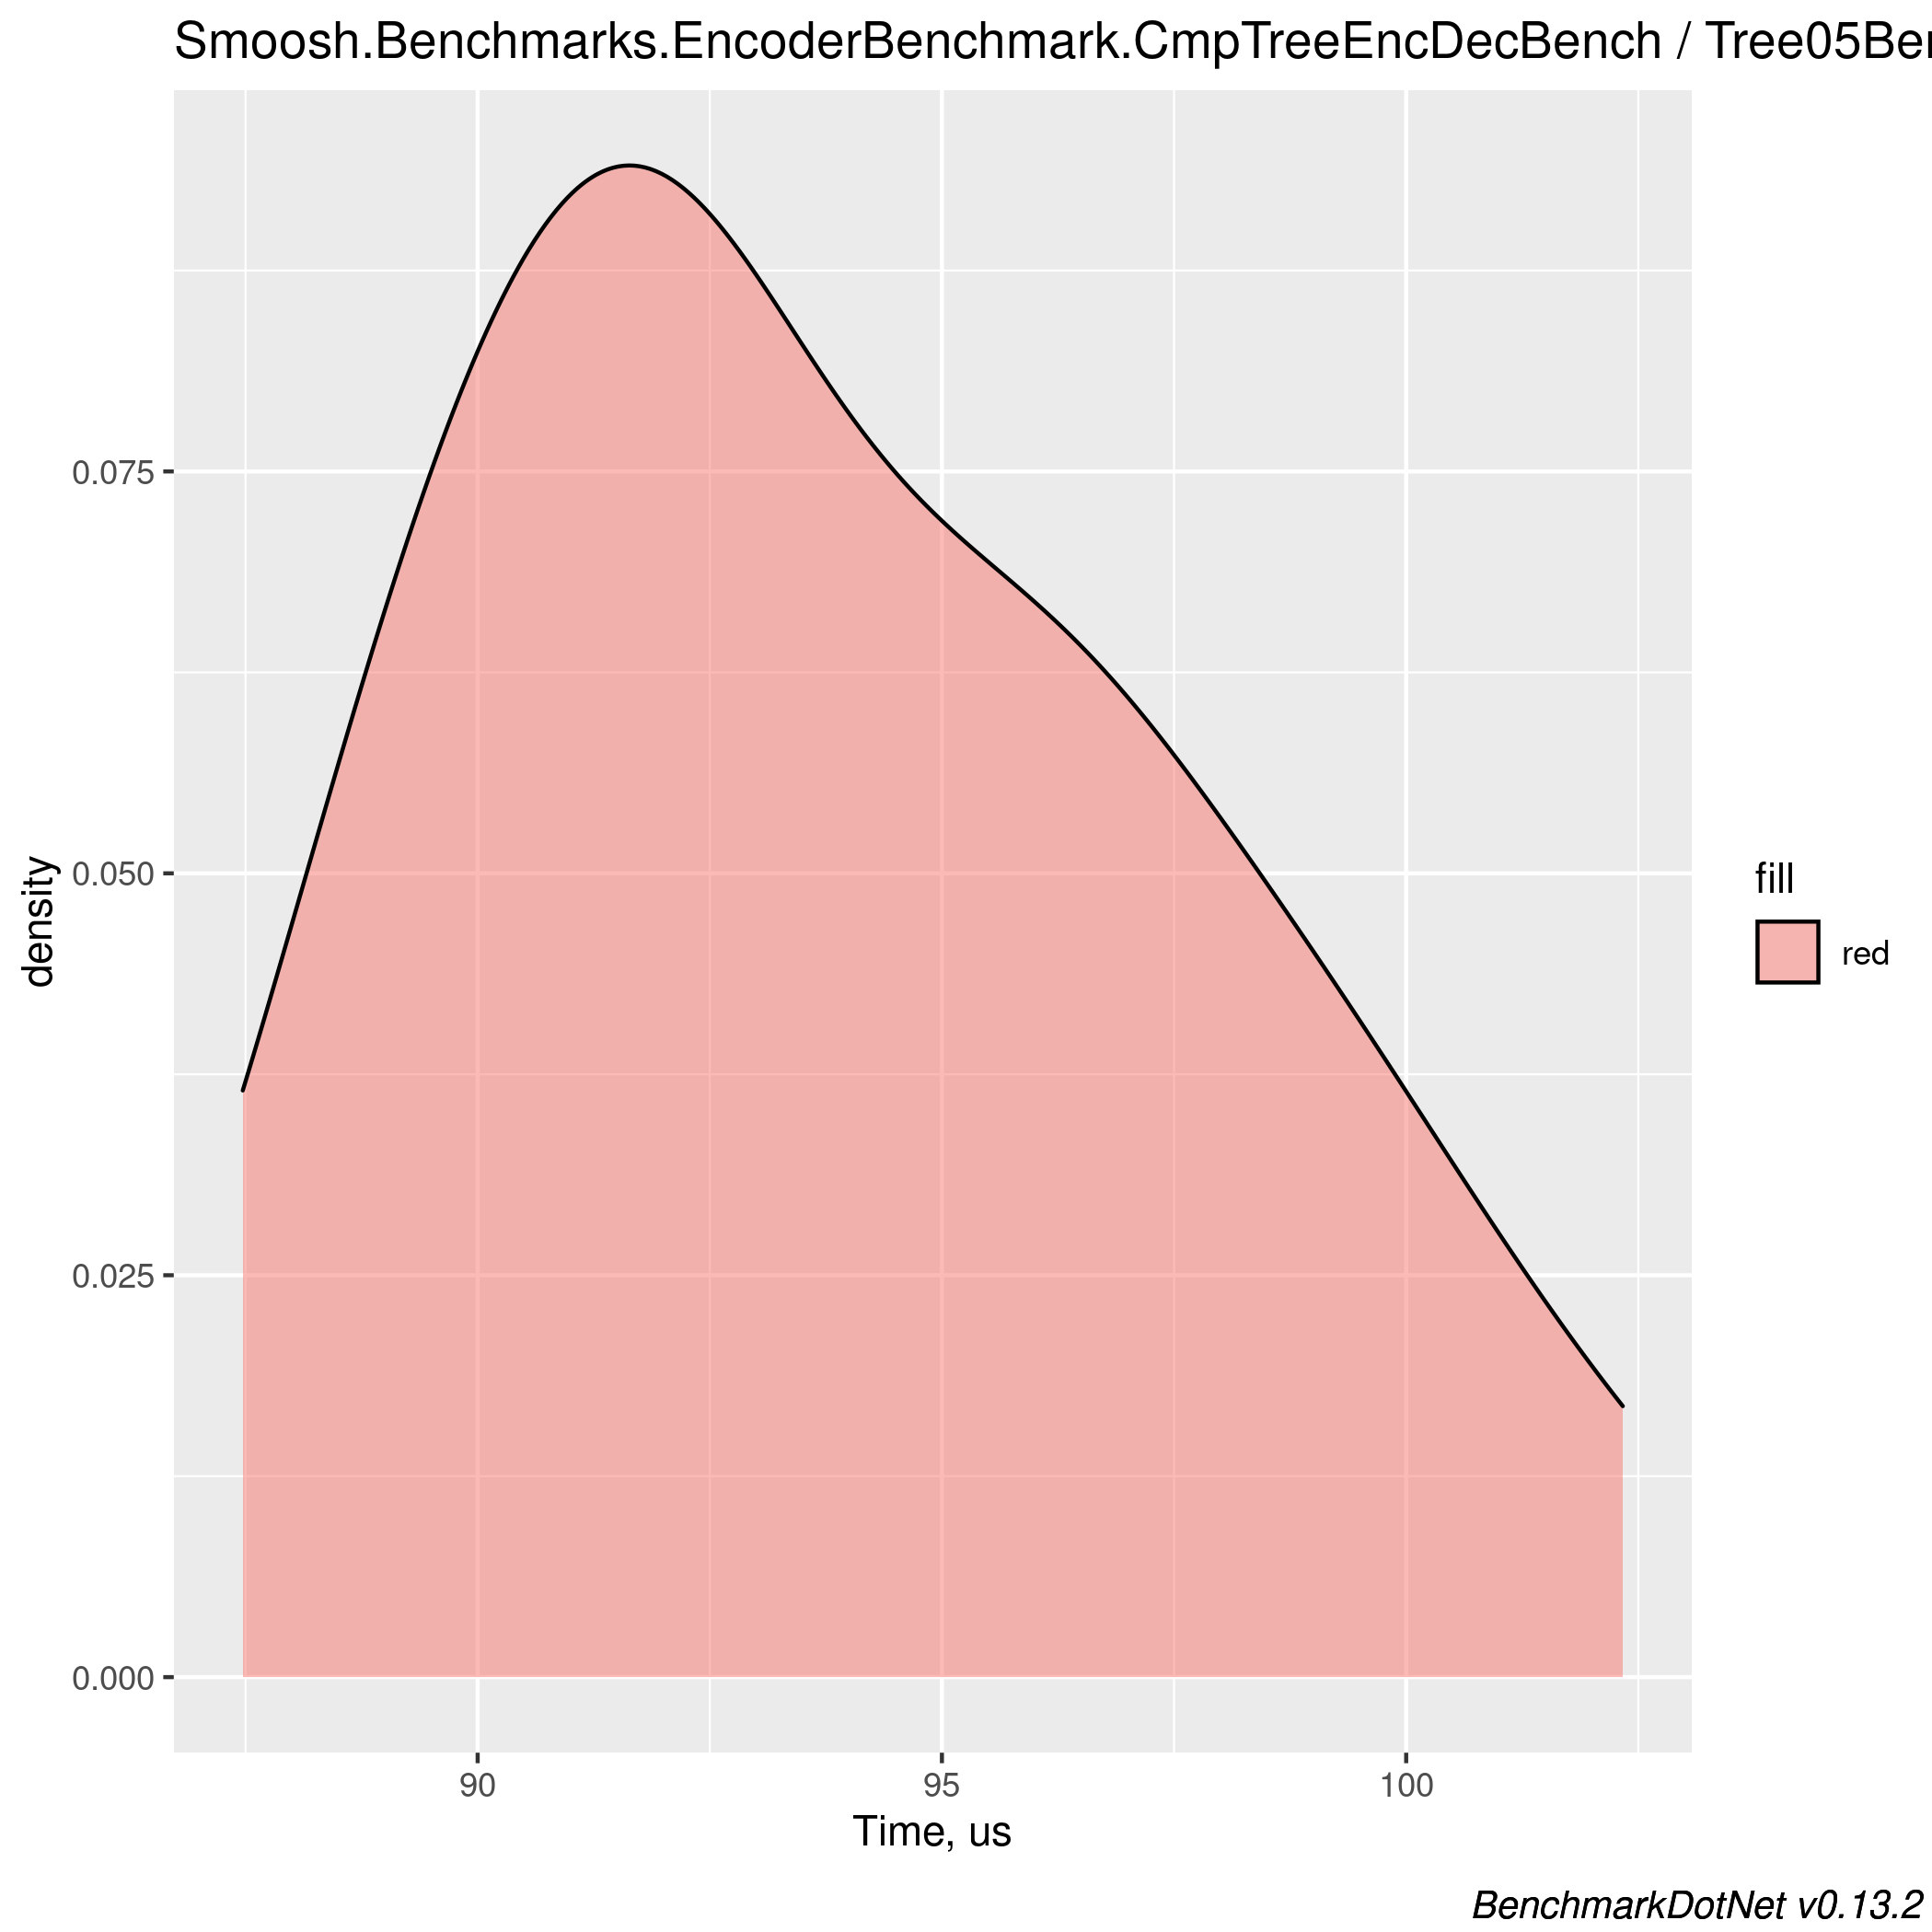 Smoosh.Benchmarks.EncoderBenchmark.CmpTreeEncDecBench / Tree05Ber
0.075
0.050
0.025
0.000
density
90 95 100
Time, us
fill
red
BenchmarkDotNet v0.13.2